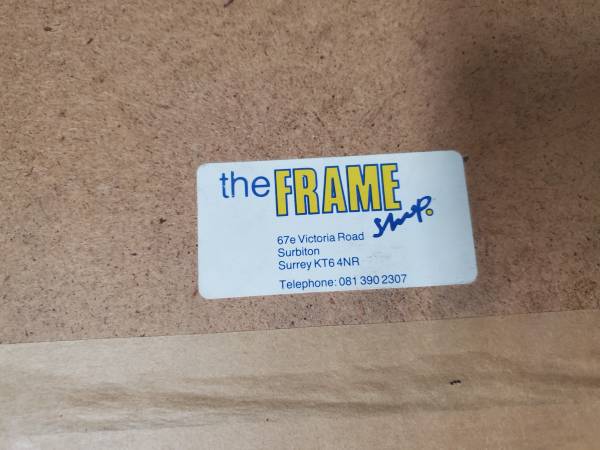 the FRAME
shop.
67e Victoria Road
Surbiton
Surrey KT6 4NR
Telephone: 081 390 2307